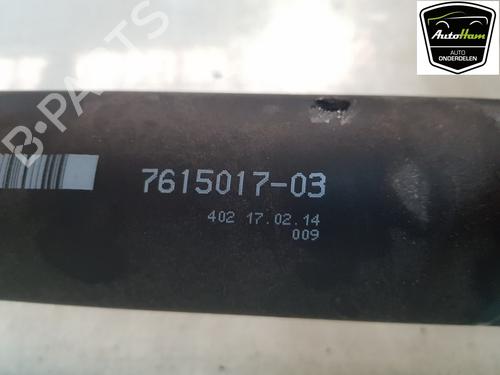 AutoHam
AUTO
ONDERDELEN
B-PARTS
7615017-03
402 17.02.14
009